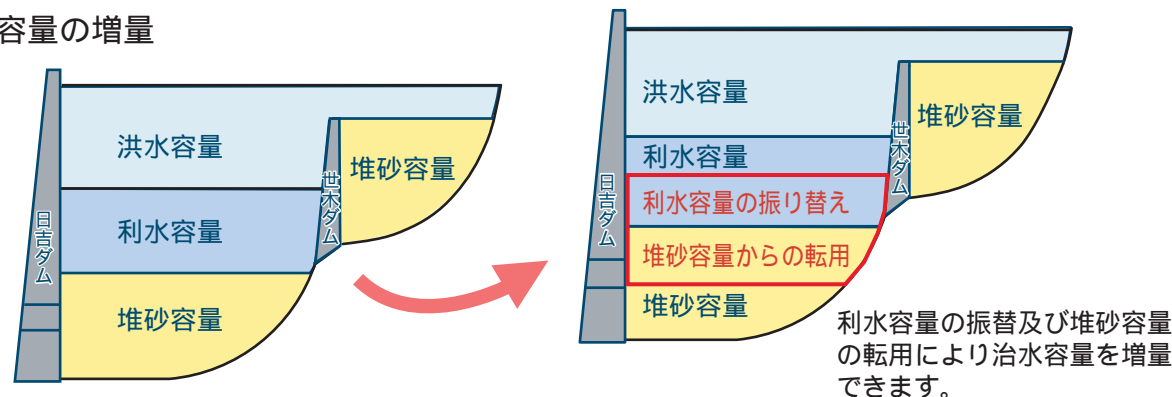 容量の増量
洪水容量
利水容量
堆砂容量
堆砂容量
日吉ダム
世木ダム
洪水容量
利水容量
利水容量の振り替え
堆砂容量からの転用
堆砂容量
堆砂容量
日吉ダム
世木ダム
利水容量の振替及び堆砂容量
の転用により治水容量を増量
できます。